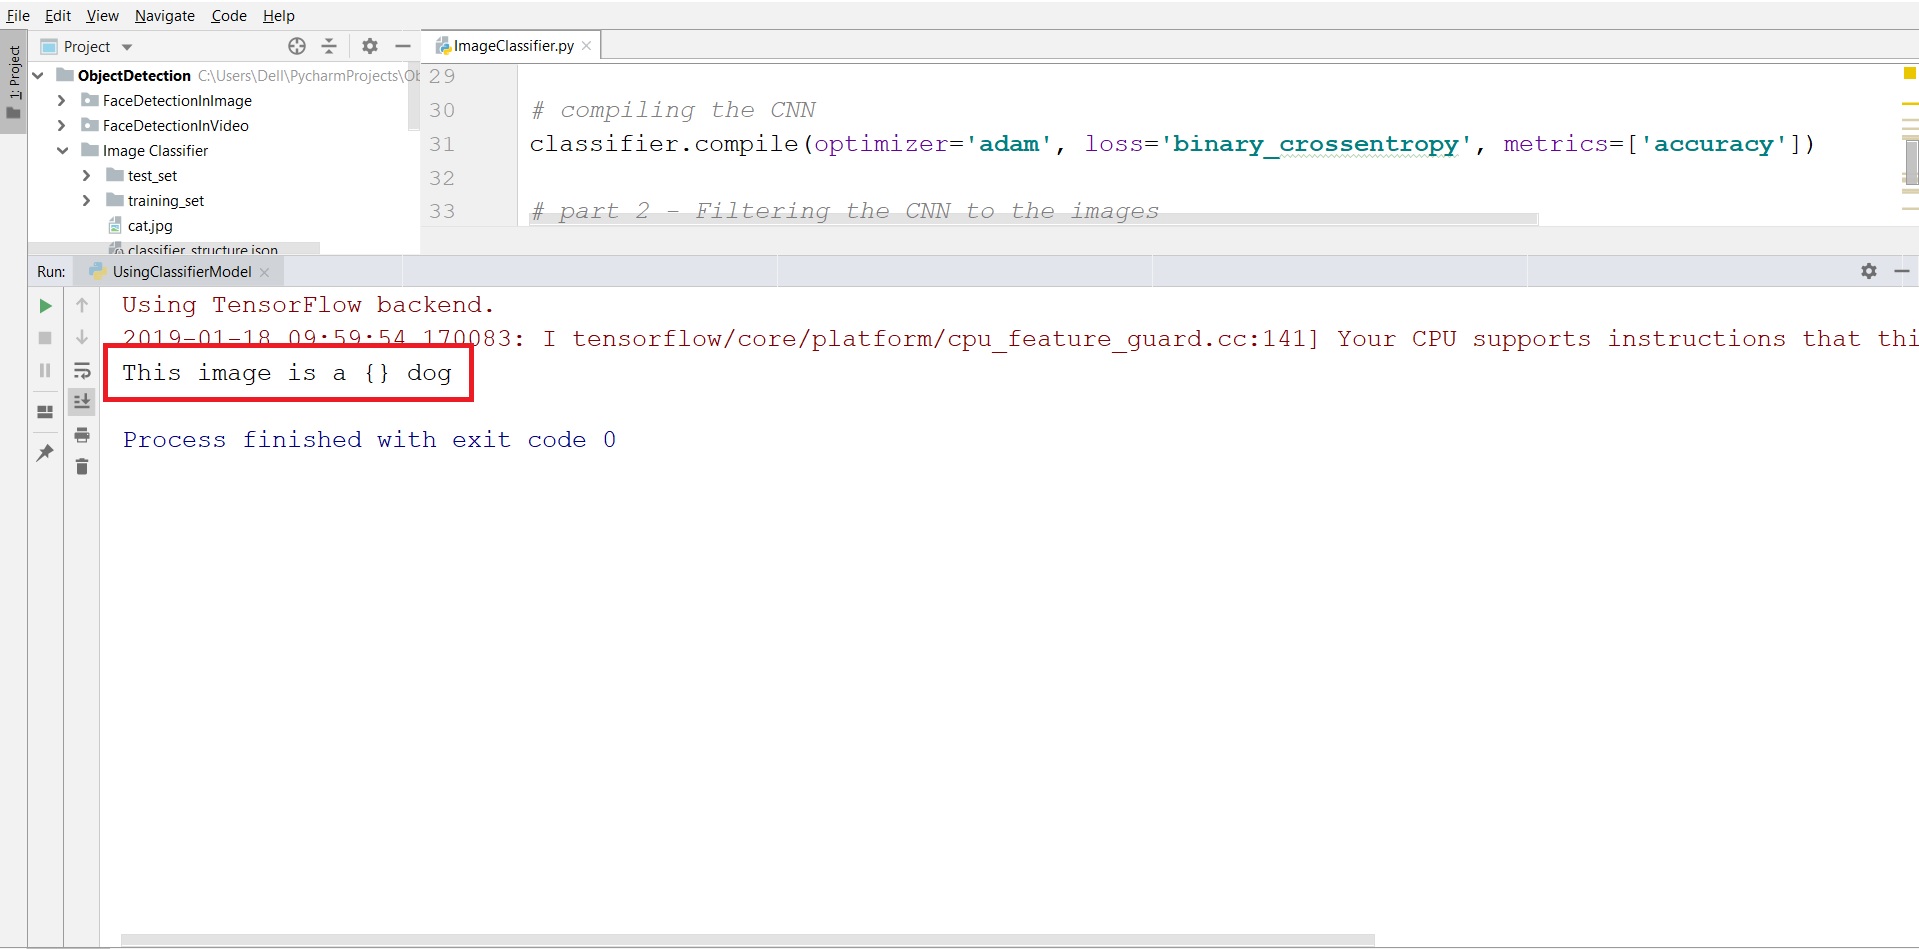 File Edit View Navigate Code Help
1: Project
Project
ImageClassifier.py
ObjectDetection C:\Users\Dell\PycharmProjects\Ob
FaceDetectionInImage
FaceDetectionInVideo
Image Classifier
test_set
training_set
cat.jpg
classifier_structure.json
29
30 # compiling the CNN
31 classifier.compile(optimizer='adam', loss='binary_crossentropy', metrics=['accuracy'])
32
33 # part 2 - Filtering the CNN to the images
Run: UsingClassifierModel
Using TensorFlow backend.
2019-01-18 09:59:54.170083: I tensorflow/core/platform/cpu_feature_guard.cc:141] Your CPU supports instructions that thi
This image is a {} dog
Process finished with exit code 0